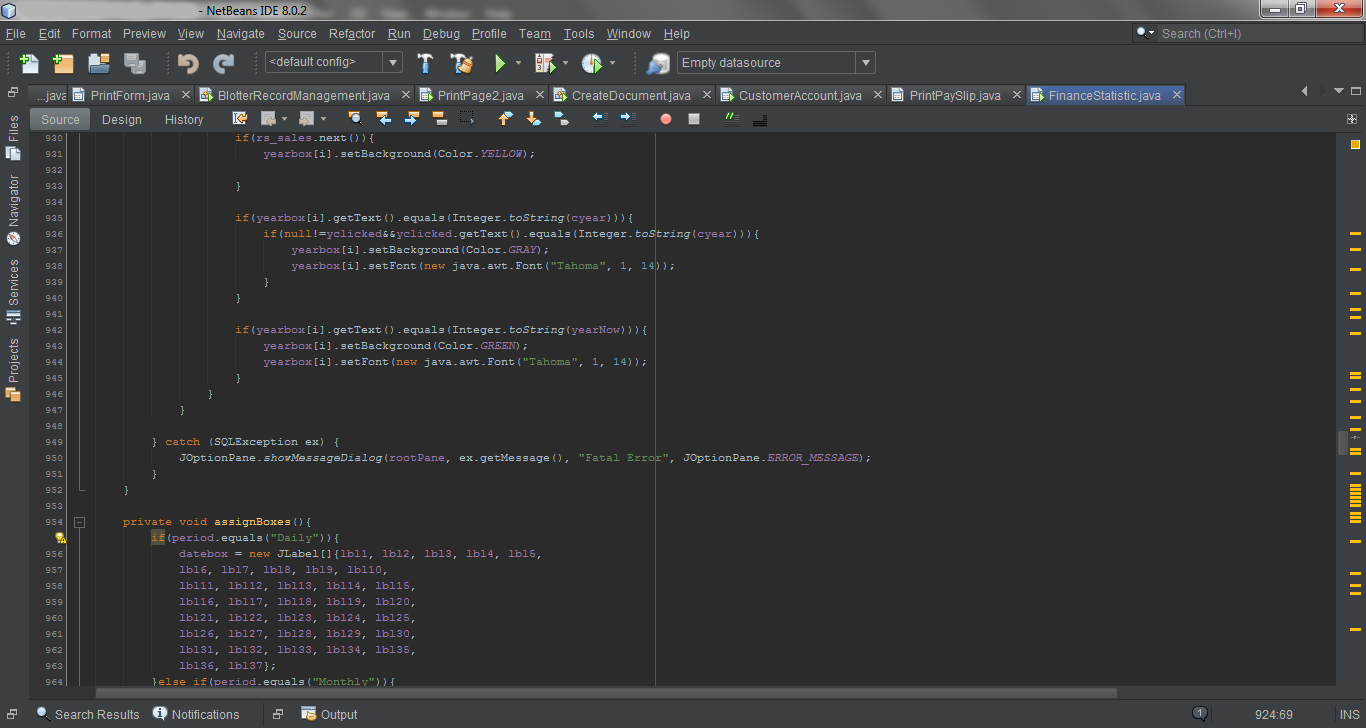 - NetBeans IDE 8.0.2
File Edit Format Preview View Navigate Source Refactor Run Debug Profile Team Tools Window Help Search (Ctrl+I)
<default config> Empty datasource
...java PrintForm.java BlotterRecordManagement.java PrintPage2.java CreateDocument.java CustomerAccount.java PrintPaySlip.java FinanceStatistic.java
Source Design History
Files
Navigator
Services
Projects
930 if(rs_sales.next()){
931 yearbox[i].setBackground(Color.YELLOW);
932
933 }
934
935 if(yearbox[i].getText().equals(Integer.toString(cyear))){
936 if(null!=yclicked&&yclicked.getText().equals(Integer.toString(cyear))){
937 yearbox[i].setBackground(Color.GRAY);
938 yearbox[i].setFont(new java.awt.Font("Tahoma", 1, 14));
939 }
940 }
941
942 if(yearbox[i].getText().equals(Integer.toString(yearNow))){
943 yearbox[i].setBackground(Color.GREEN);
944 yearbox[i].setFont(new java.awt.Font("Tahoma", 1, 14));
945 }
946 }
947 }
948
949 } catch (SQLException ex) {
950 JOptionPane.showMessageDialog(rootPane, ex.getMessage(), "Fatal Error", JOptionPane.ERROR_MESSAGE);
951 }
952 }
953
954 private void assignBoxes(){
if(period.equals("Daily")){
956 datebox = new JLabel[]{lbl1, lbl2, lbl3, lbl4, lbl5,
957 lbl6, lbl7, lbl8, lbl9, lbl10,
958 lbl11, lbl12, lbl13, lbl14, lbl15,
959 lbl16, lbl17, lbl18, lbl19, lbl20,
960 lbl21, lbl22, lbl23, lbl24, lbl25,
961 lbl26, lbl27, lbl28, lbl29, lbl30,
962 lbl31, lbl32, lbl33, lbl34, lbl35,
963 lbl36, lbl37};
964 }else if(period.equals("Monthly")){
Search Results Notifications Output 1 924:69 INS